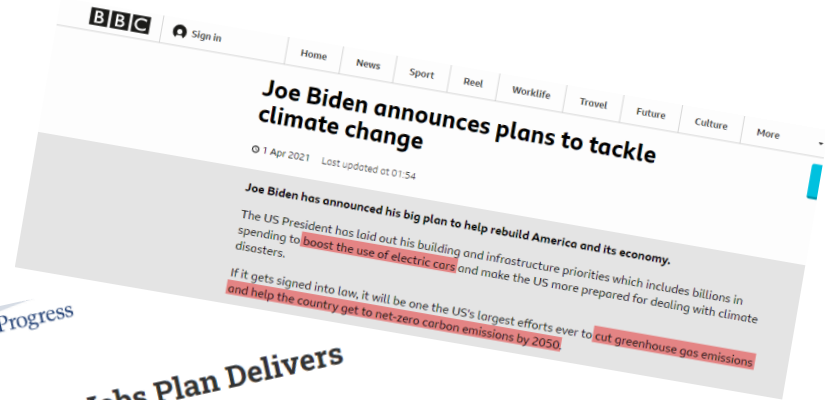 BBC
Sign in
Home News Sport Reel Worklife Travel Future Culture More
Joe Biden announces plans to tackle
climate change
1 Apr 2021 Last updated at 01:54
Joe Biden has announced his big plan to help rebuild America and its economy.
The US President has laid out his building and infrastructure priorities which includes billions in
spending to boost the use of electric cars and make the US more prepared for dealing with climate
disasters.
If it gets signed into law, it will be one the US's largest efforts ever to cut greenhouse gas emissions
and help the country get to net-zero carbon emissions by 2050.
Progress
Plan Delivers